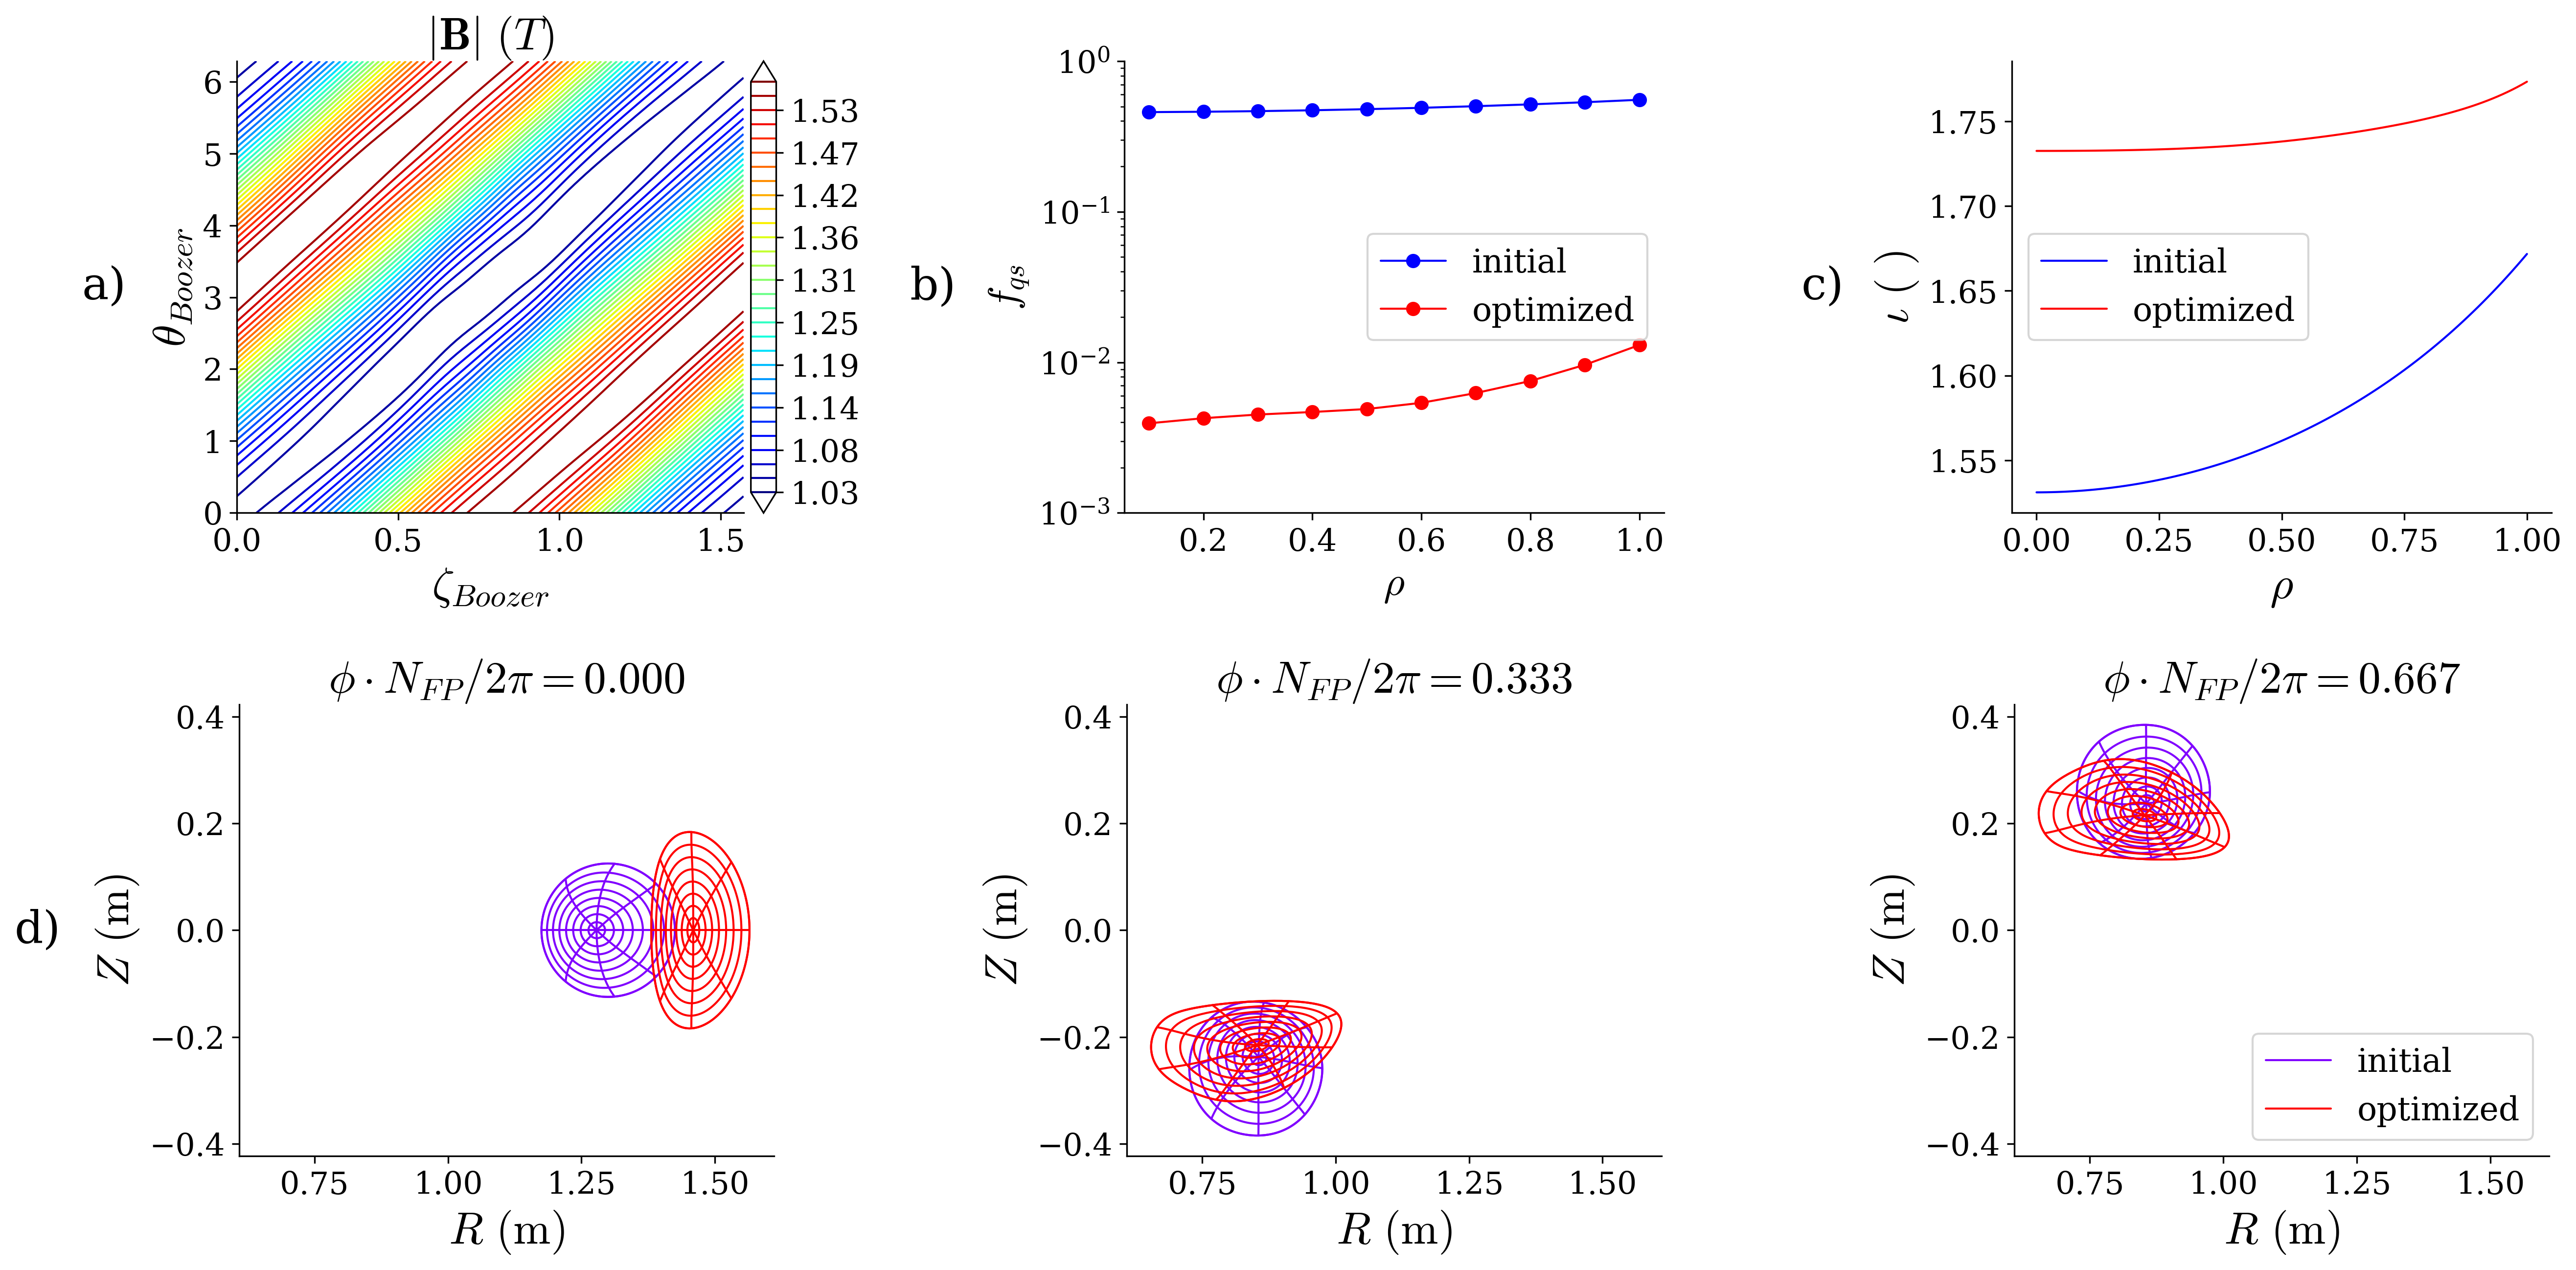 a)
|B| (T)
θ_Boozer
6
5
4
3
2
1
0
0.0 0.5 1.0 1.5
ζ_Boozer
1.53
1.47
1.42
1.36
1.31
1.25
1.19
1.14
1.08
1.03
b)
f_qs
10^0
10^−1
10^−2
10^−3
initial
optimized
0.2 0.4 0.6 0.8 1.0
ρ
c)
ι ( )
1.75
1.70
1.65
1.60
1.55
initial
optimized
0.00 0.25 0.50 0.75 1.00
ρ
d)
ϕ · N_FP/2π = 0.000
Z (m)
0.4
0.2
0.0
−0.2
−0.4
0.75 1.00 1.25 1.50
R (m)
ϕ · N_FP/2π = 0.333
Z (m)
0.4
0.2
0.0
−0.2
−0.4
0.75 1.00 1.25 1.50
R (m)
ϕ · N_FP/2π = 0.667
Z (m)
0.4
0.2
0.0
−0.2
−0.4
initial
optimized
0.75 1.00 1.25 1.50
R (m)